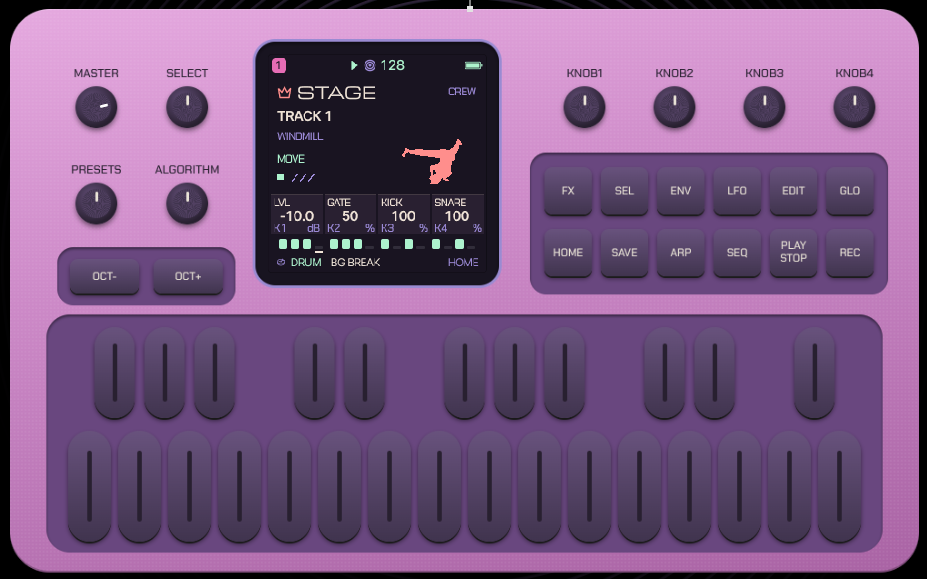 1 128
STAGE CREW
TRACK 1
WINDMILL
MOVE
LVL GATE KICK SNARE
-10.0 50 100 100
K1 dB K2 % K3 % K4 %
DRUM BG BREAK HOME
MASTER SELECT
PRESETS ALGORITHM
OCT- OCT+
KNOB1 KNOB2 KNOB3 KNOB4
FX SEL ENV LFO EDIT GLO
HOME SAVE ARP SEQ PLAY STOP REC